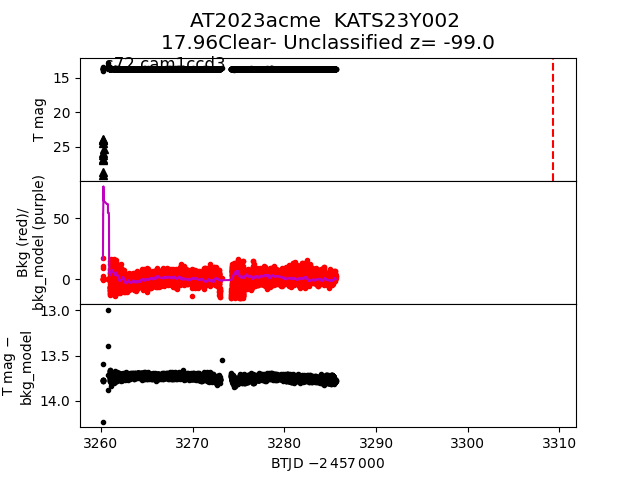 AT2023acme KATS23Y002
17.96Clear- Unclassified z= -99.0
s72 cam1ccd3
T mag
15
20
25
Bkg (red)/
bkg_model (purple)
50
0
T mag −
bkg_model
13.0
13.5
14.0
3260 3270 3280 3290 3300 3310
BTJD −2 457 000